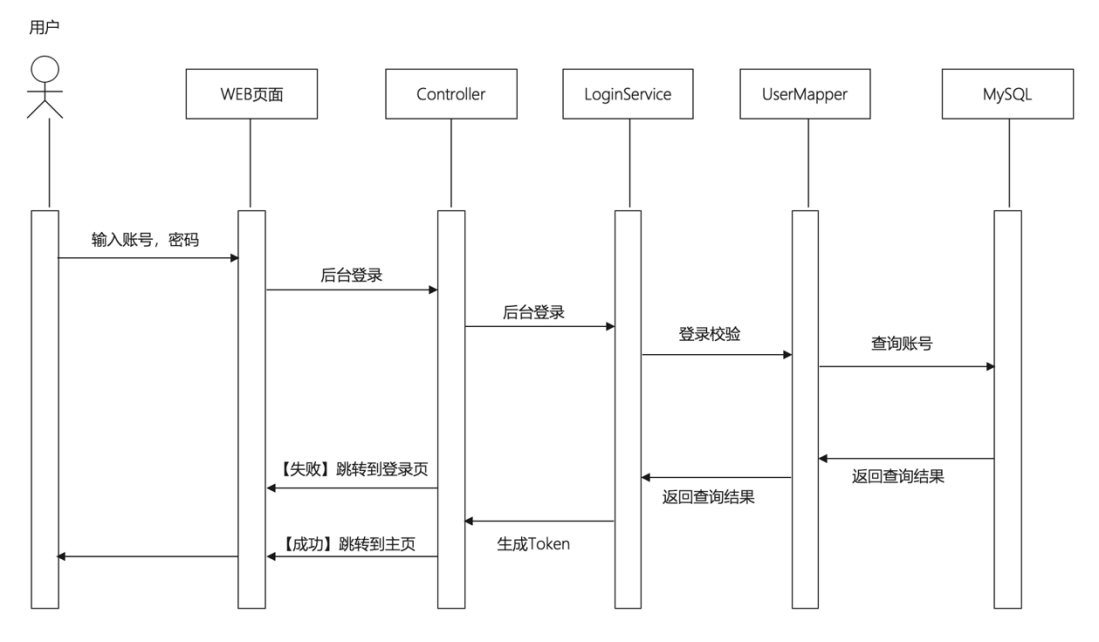 用户
WEB页面
Controller
LoginService
UserMapper
MySQL
输入账号，密码
后台登录
后台登录
登录校验
查询账号
【失败】跳转到登录页
返回查询结果
返回查询结果
【成功】跳转到主页
生成Token